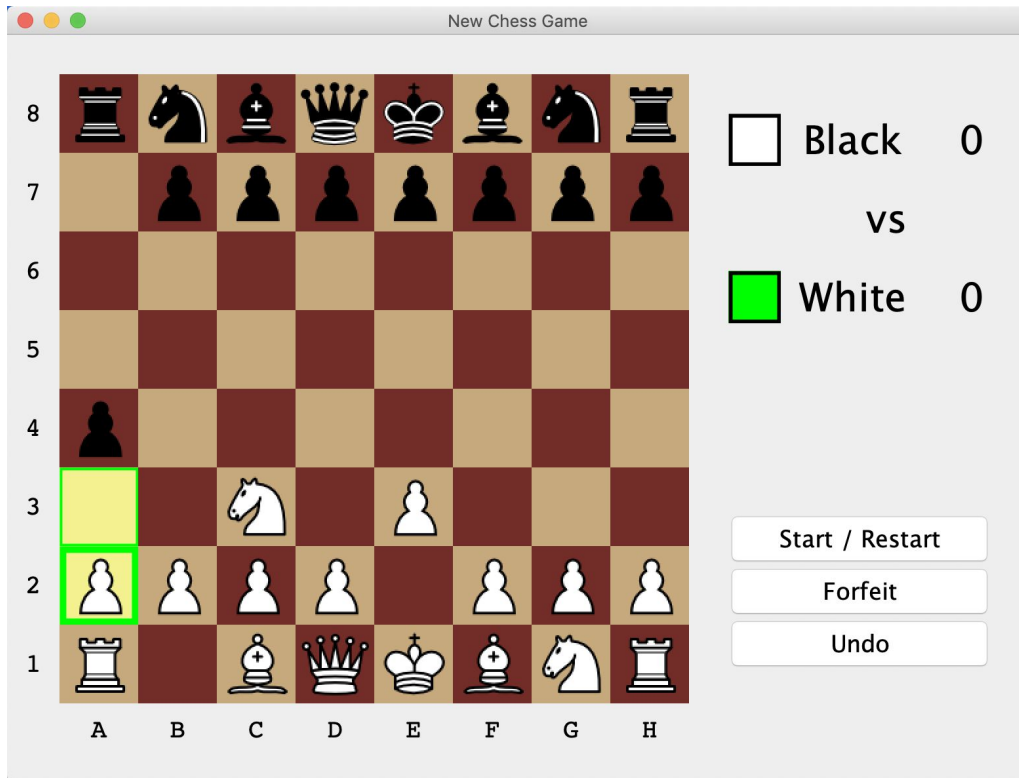 New Chess Game
8
7
6
5
4
3
2
1
A B C D E F G H
Black 0
vs
White 0
Start / Restart
Forfeit
Undo